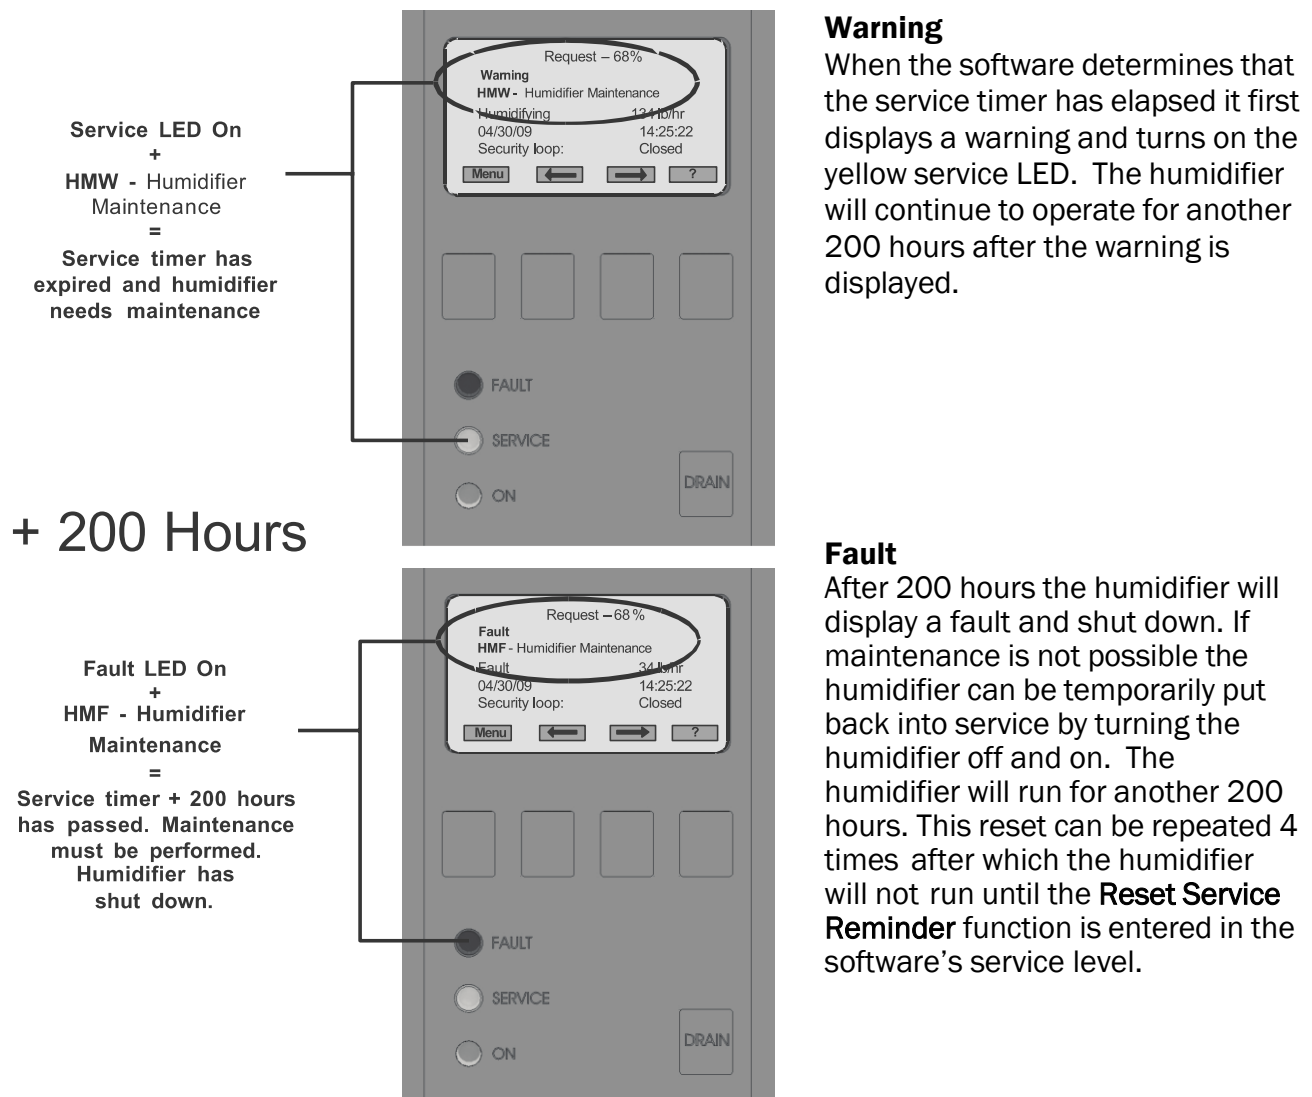 Service LED On
+
HMW - Humidifier
Maintenance
=
Service timer has
expired and humidifier
needs maintenance
Request – 68%
Warning
HMW - Humidifier Maintenance
Humidifying 134 lb/hr
04/30/09 14:25:22
Security loop: Closed
Menu ?
FAULT
SERVICE
ON
DRAIN
Warning
When the software determines that
the service timer has elapsed it first
displays a warning and turns on the
yellow service LED. The humidifier
will continue to operate for another
200 hours after the warning is
displayed.
+ 200 Hours
Fault LED On
+
HMF - Humidifier
Maintenance
=
Service timer + 200 hours
has passed. Maintenance
must be performed.
Humidifier has
shut down.
Request – 68 %
Fault
HMF - Humidifier Maintenance
Fault 34 lb/hr
04/30/09 14:25:22
Security loop: Closed
Menu ?
FAULT
SERVICE
ON
DRAIN
Fault
After 200 hours the humidifier will
display a fault and shut down. If
maintenance is not possible the
humidifier can be temporarily put
back into service by turning the
humidifier off and on. The
humidifier will run for another 200
hours. This reset can be repeated 4
times after which the humidifier
will not run until the Reset Service
Reminder function is entered in the
software's service level.